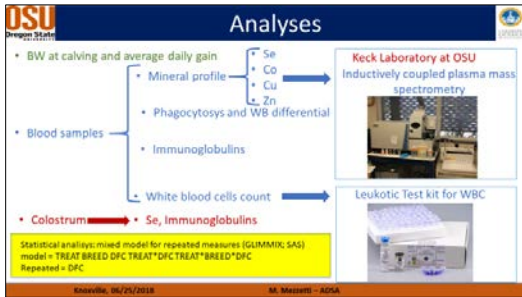 OSU
Oregon State
UNIVERSITY
Analyses
• BW at calving and average daily gain
• Blood samples
• Mineral profile
• Se
• Co
• Cu
• Zn
• Phagocytosys and WB differential
• Immunoglobulins
• White blood cells count
Keck Laboratory at OSU
Inductively coupled plasma mass
spectrometry
Leukotic Test kit for WBC
• Colostrum
• Se, Immunoglobulins
Statistical analisys: mixed model for repeated measures (GLIMMIX; SAS)
model = TREAT BREED DFC TREAT*DFC TREAT*BREED*DFC
Repeated = DFC
Knoxville, 06/25/2018
M. Mezzetti – ADSA